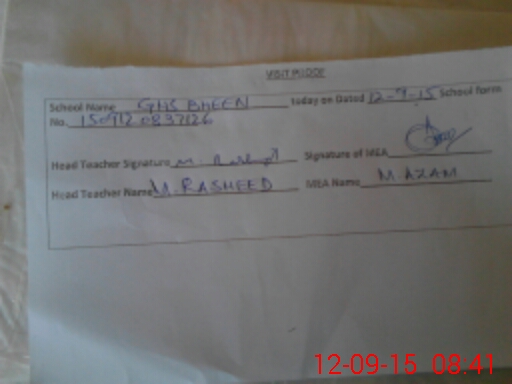 VISIT PROOF
School Name GHS BHEEN today on Dated 12-9-15 School form
No. 150912
Head Teacher Signature Signature of MEA
Head Teacher Name M. RASHEED MEA Name M. AZAM
12-09-15 08:41